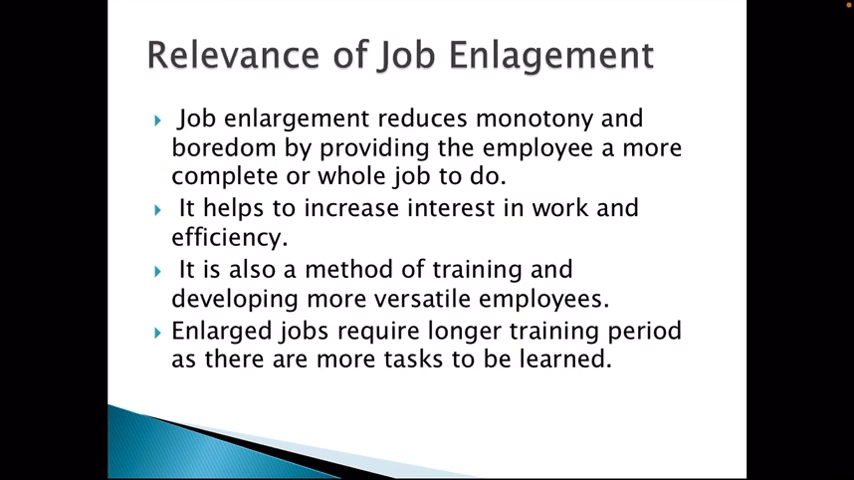 Relevance of Job Enlagement
Job enlargement reduces monotony and
boredom by providing the employee a more
complete or whole job to do.
It helps to increase interest in work and
efficiency.
It is also a method of training and
developing more versatile employees.
Enlarged jobs require longer training period
as there are more tasks to be learned.